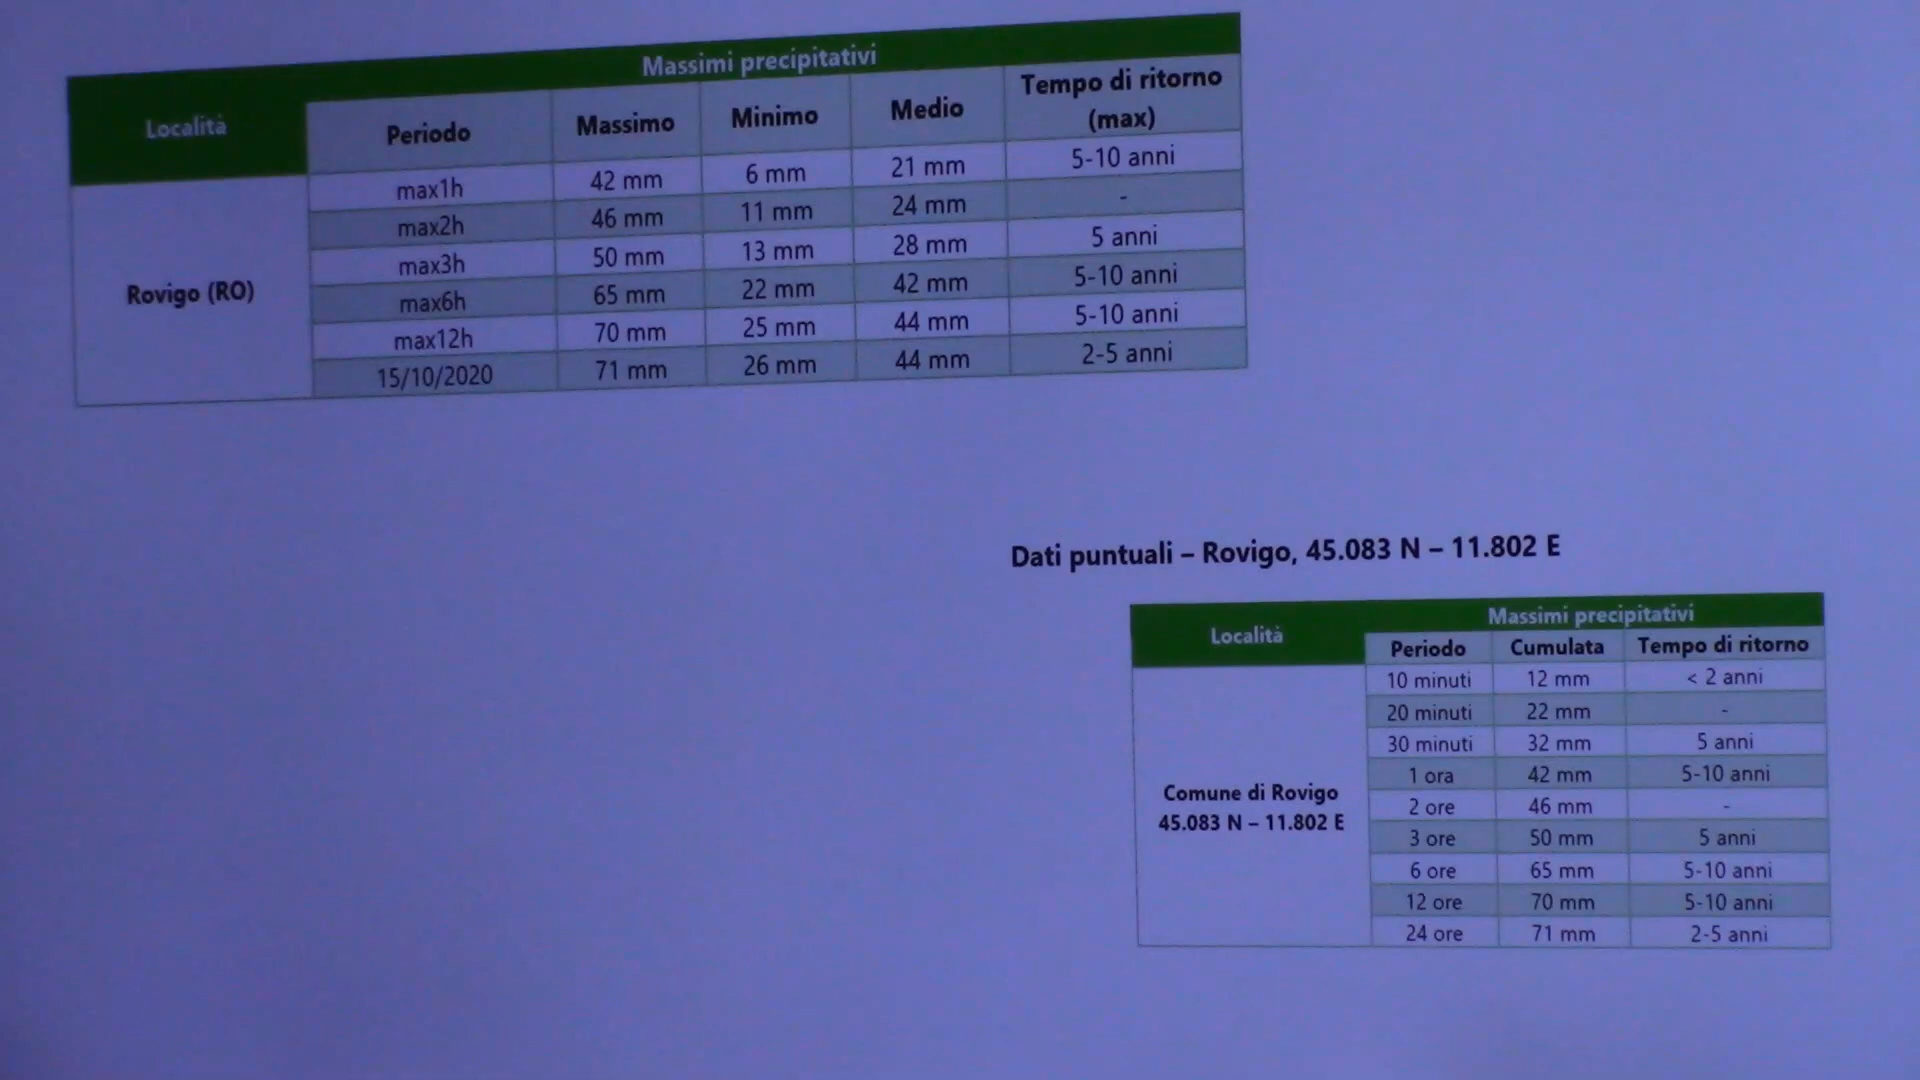 Massimi precipitativi
Località
Periodo Massimo Minimo Medio Tempo di ritorno (max)
max1h 42 mm 6 mm 21 mm 5-10 anni
max2h 46 mm 11 mm 24 mm -
max3h 50 mm 13 mm 28 mm 5 anni
Rovigo (RO)
max6h 65 mm 22 mm 42 mm 5-10 anni
max12h 70 mm 25 mm 44 mm 5-10 anni
15/10/2020 71 mm 26 mm 44 mm 2-5 anni
Dati puntuali – Rovigo, 45.083 N – 11.802 E
Massimi precipitativi
Località
Periodo Cumulata Tempo di ritorno
10 minuti 12 mm < 2 anni
20 minuti 22 mm -
30 minuti 32 mm 5 anni
1 ora 42 mm 5-10 anni
Comune di Rovigo
45.083 N – 11.802 E
2 ore 46 mm -
3 ore 50 mm 5 anni
6 ore 65 mm 5-10 anni
12 ore 70 mm 5-10 anni
24 ore 71 mm 2-5 anni